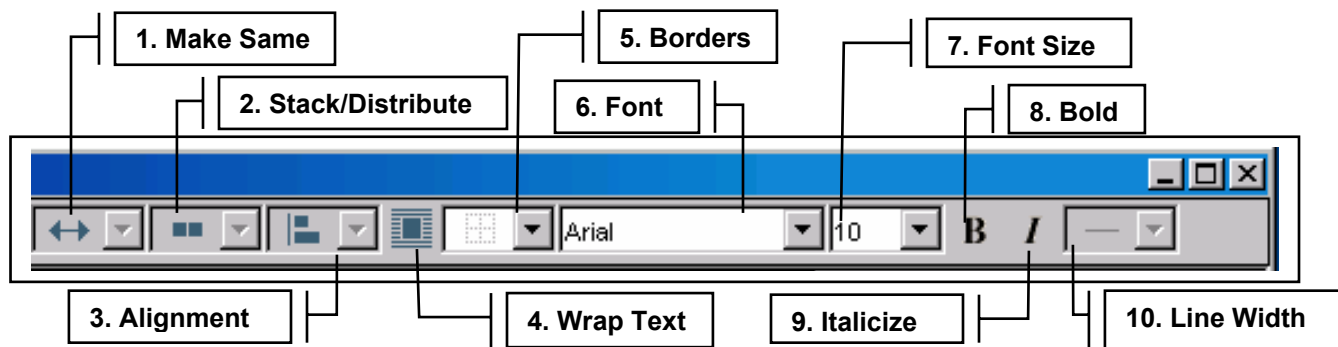 1. Make Same
5. Borders
7. Font Size
2. Stack/Distribute
6. Font
8. Bold
Arial
10
B
I
3. Alignment
4. Wrap Text
9. Italicize
10. Line Width